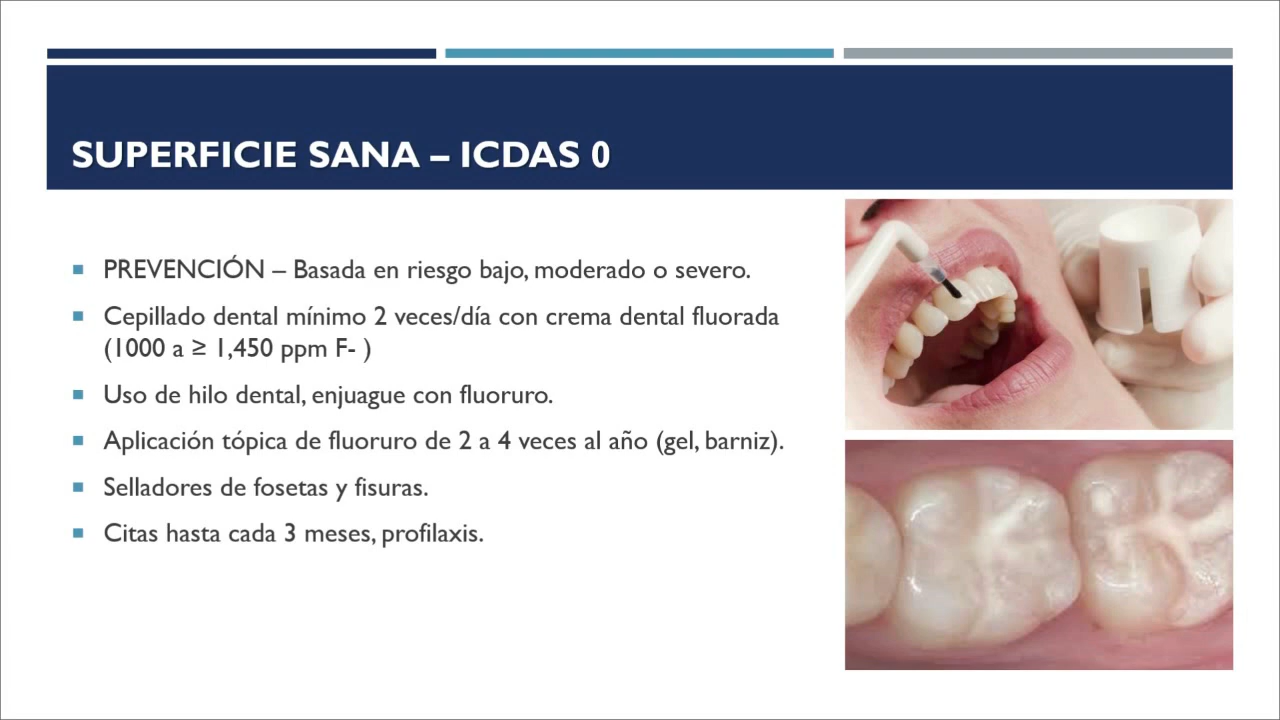 SUPERFICIE SANA – ICDAS 0
PREVENCIÓN – Basada en riesgo bajo, moderado o severo.
Cepillado dental mínimo 2 veces/día con crema dental fluorada
(1000 a ≥ 1,450 ppm F- )
Uso de hilo dental, enjuague con fluoruro.
Aplicación tópica de fluoruro de 2 a 4 veces al año (gel, barniz).
Selladores de fosetas y fisuras.
Citas hasta cada 3 meses, profilaxis.